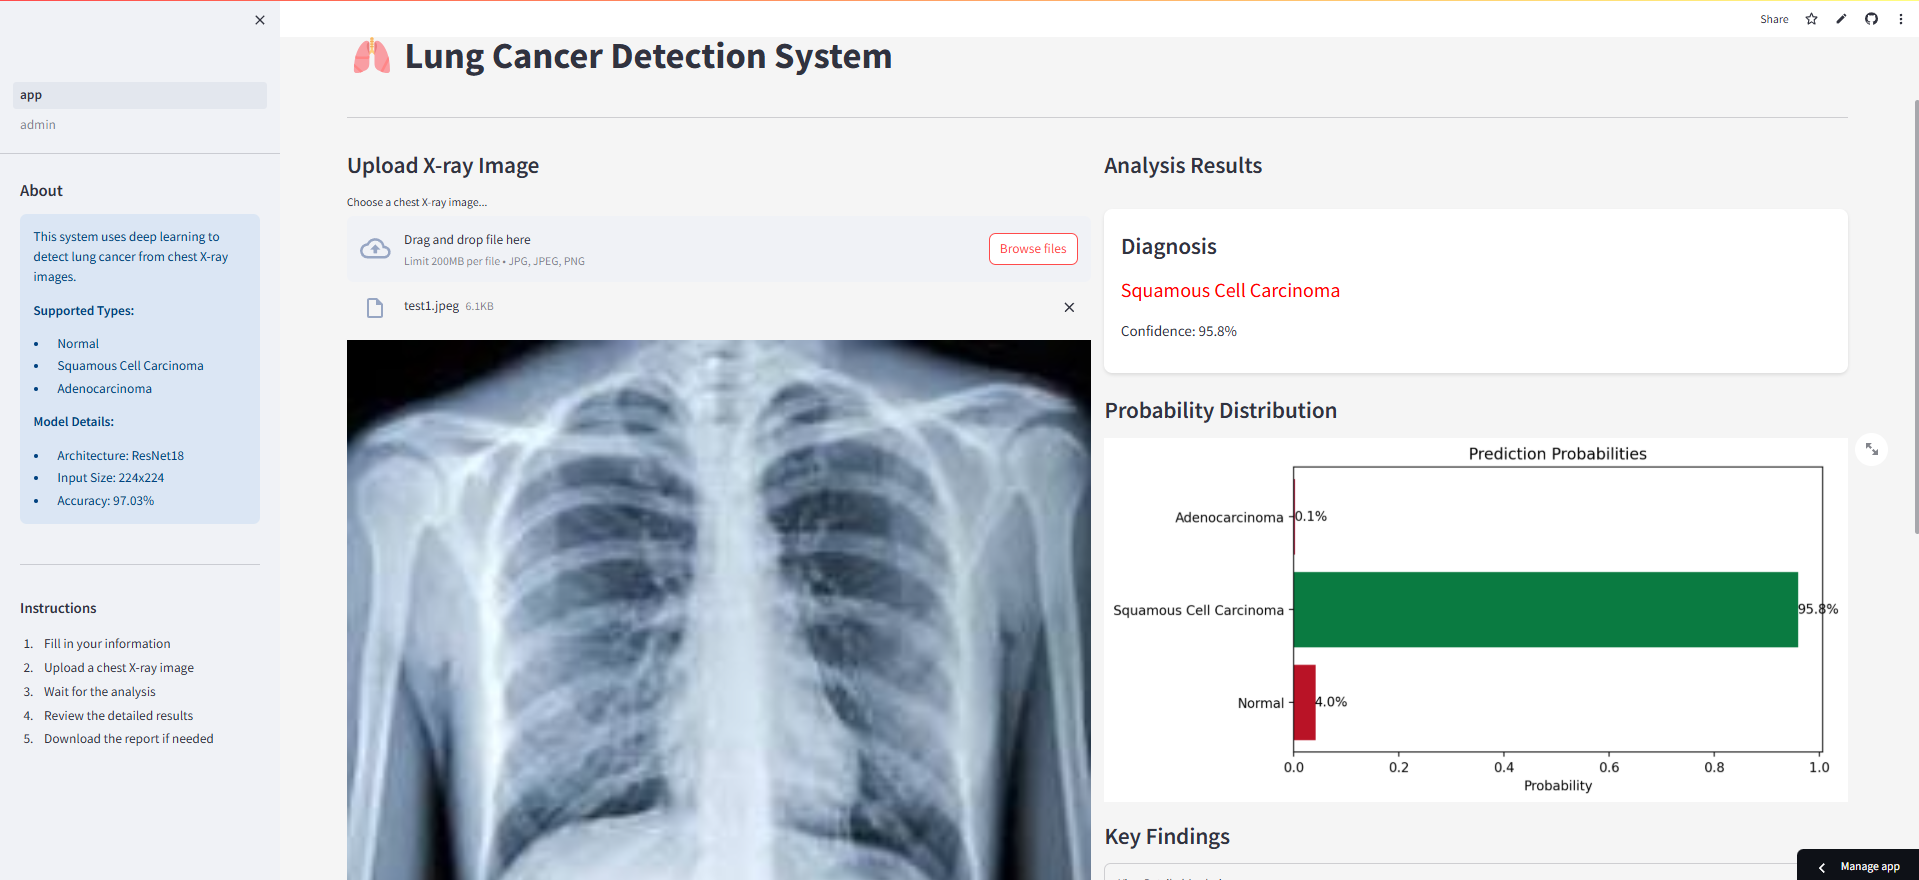 Share
app
admin
About
This system uses deep learning to
detect lung cancer from chest X-ray
images.
Supported Types:
• Normal
• Squamous Cell Carcinoma
• Adenocarcinoma
Model Details:
• Architecture: ResNet18
• Input Size: 224x224
• Accuracy: 97.03%
Instructions
1. Fill in your information
2. Upload a chest X-ray image
3. Wait for the analysis
4. Review the detailed results
5. Download the report if needed
Lung Cancer Detection System
Upload X-ray Image
Choose a chest X-ray image...
Drag and drop file here
Limit 200MB per file • JPG, JPEG, PNG
Browse files
test1.jpeg 6.1KB
Analysis Results
Diagnosis
Squamous Cell Carcinoma
Confidence: 95.8%
Probability Distribution
Prediction Probabilities
Adenocarcinoma 0.1%
Squamous Cell Carcinoma 95.8%
Normal 4.0%
0.0 0.2 0.4 0.6 0.8 1.0
Probability
Key Findings
Manage app